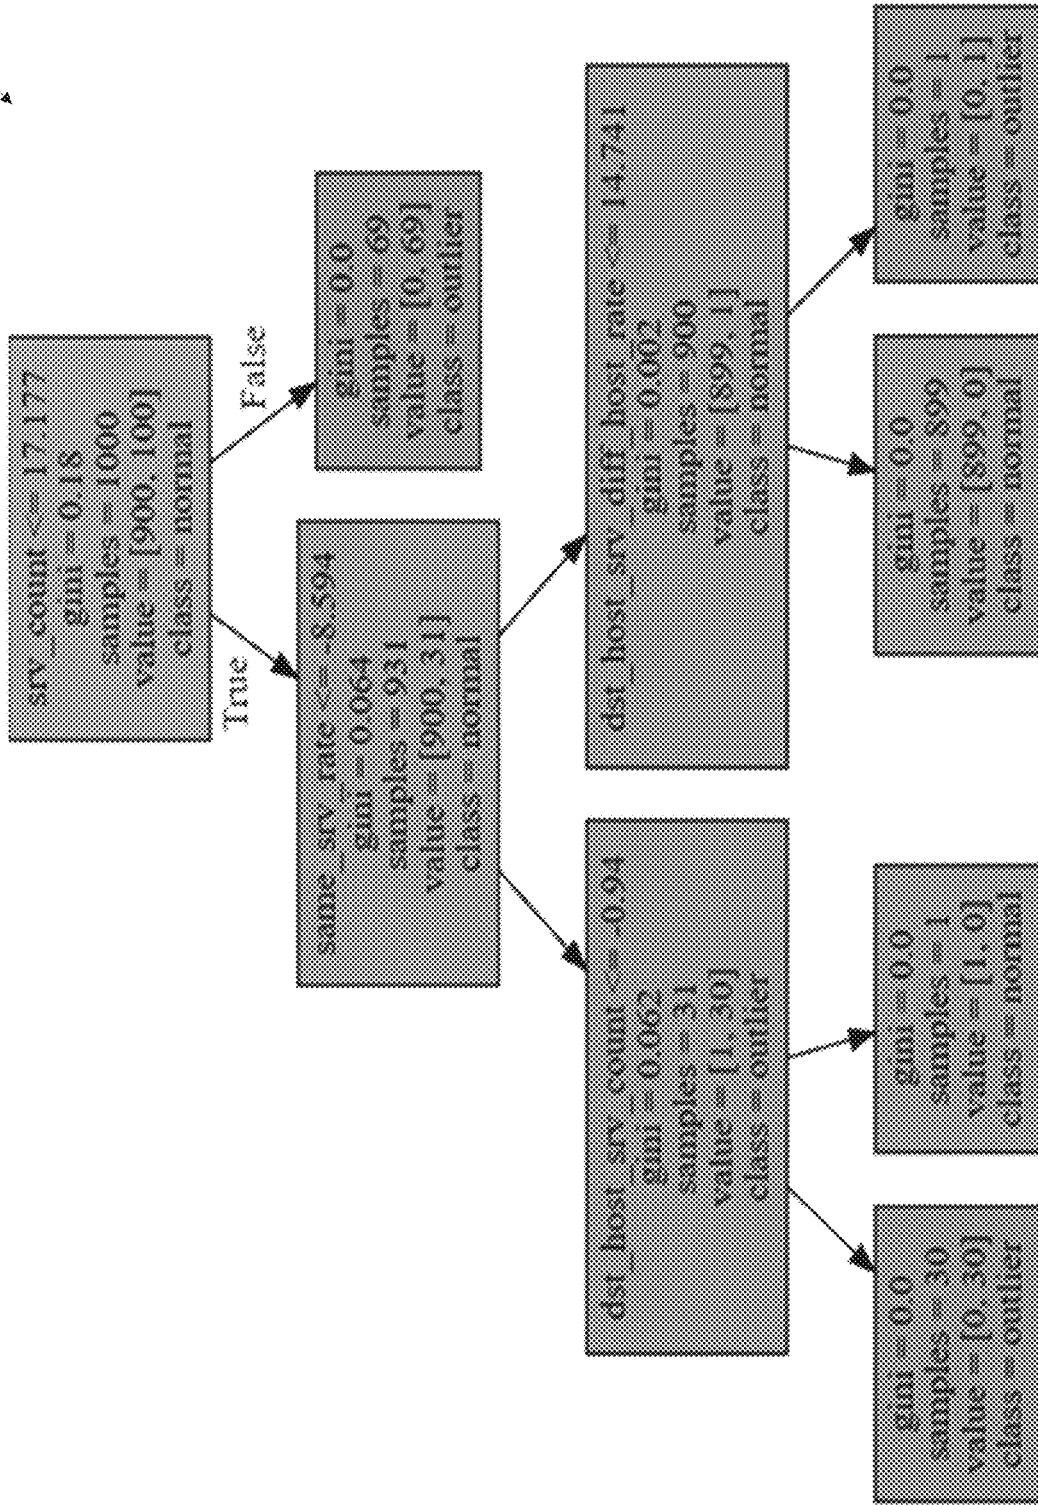 srv_count <= 17.177
gini = 0.18
samples = 1000
value = [900, 100]
class = normal
True
False
same_srv_rate <= -8.594
gini = 0.064
samples = 931
value = [900, 31]
class = normal
gini = 0.0
samples = 69
value = [0, 69]
class = outlier
dst_host_srv_count <= -0.94
gini = 0.062
samples = 31
value = [1, 30]
class = outlier
dst_host_srv_diff_host_rate <= 14.741
gini = 0.002
samples = 900
value = [899, 1]
class = normal
gini = 0.0
samples = 30
value = [0, 30]
class = outlier
gini = 0.0
samples = 1
value = [1, 0]
class = normal
gini = 0.0
samples = 899
value = [899, 0]
class = normal
gini = 0.0
samples = 1
value = [0, 1]
class = outlier